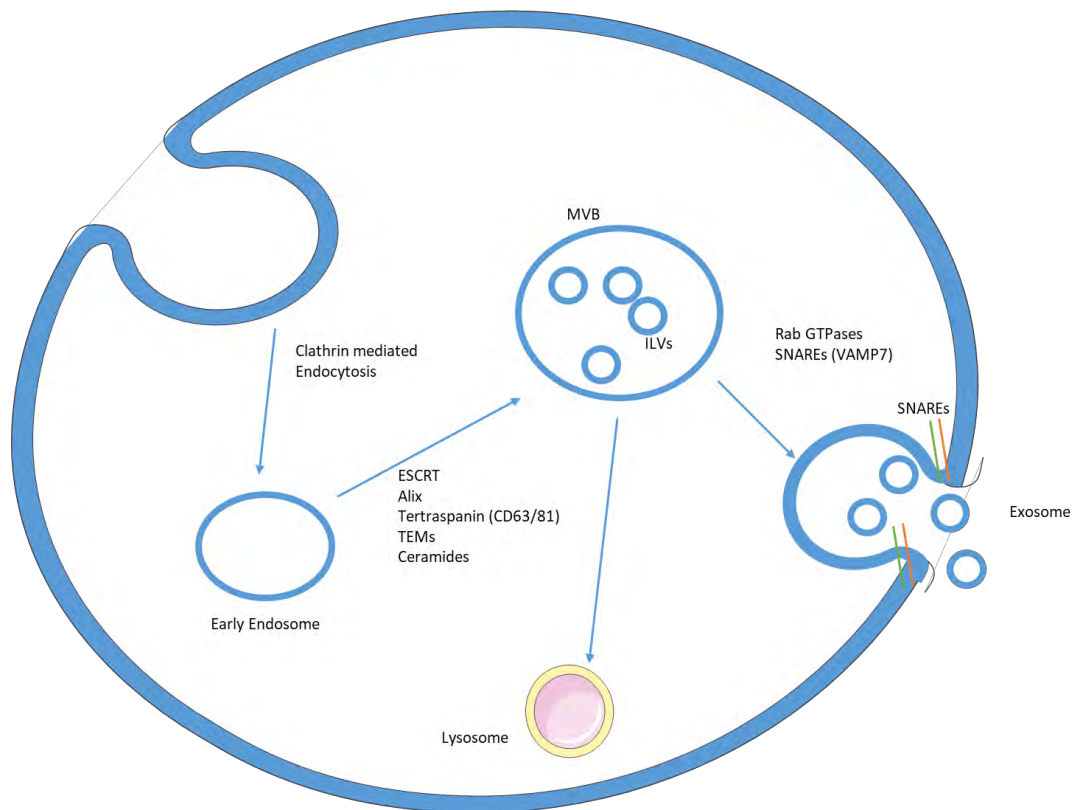 MVB
ILVs
Rab GTPases
SNAREs (VAMP7)
Clathrin mediated
Endocytosis
SNAREs
ESCRT
Alix
Tertraspanin (CD63/81)
TEMs
Ceramides
Exosome
Early Endosome
Lysosome